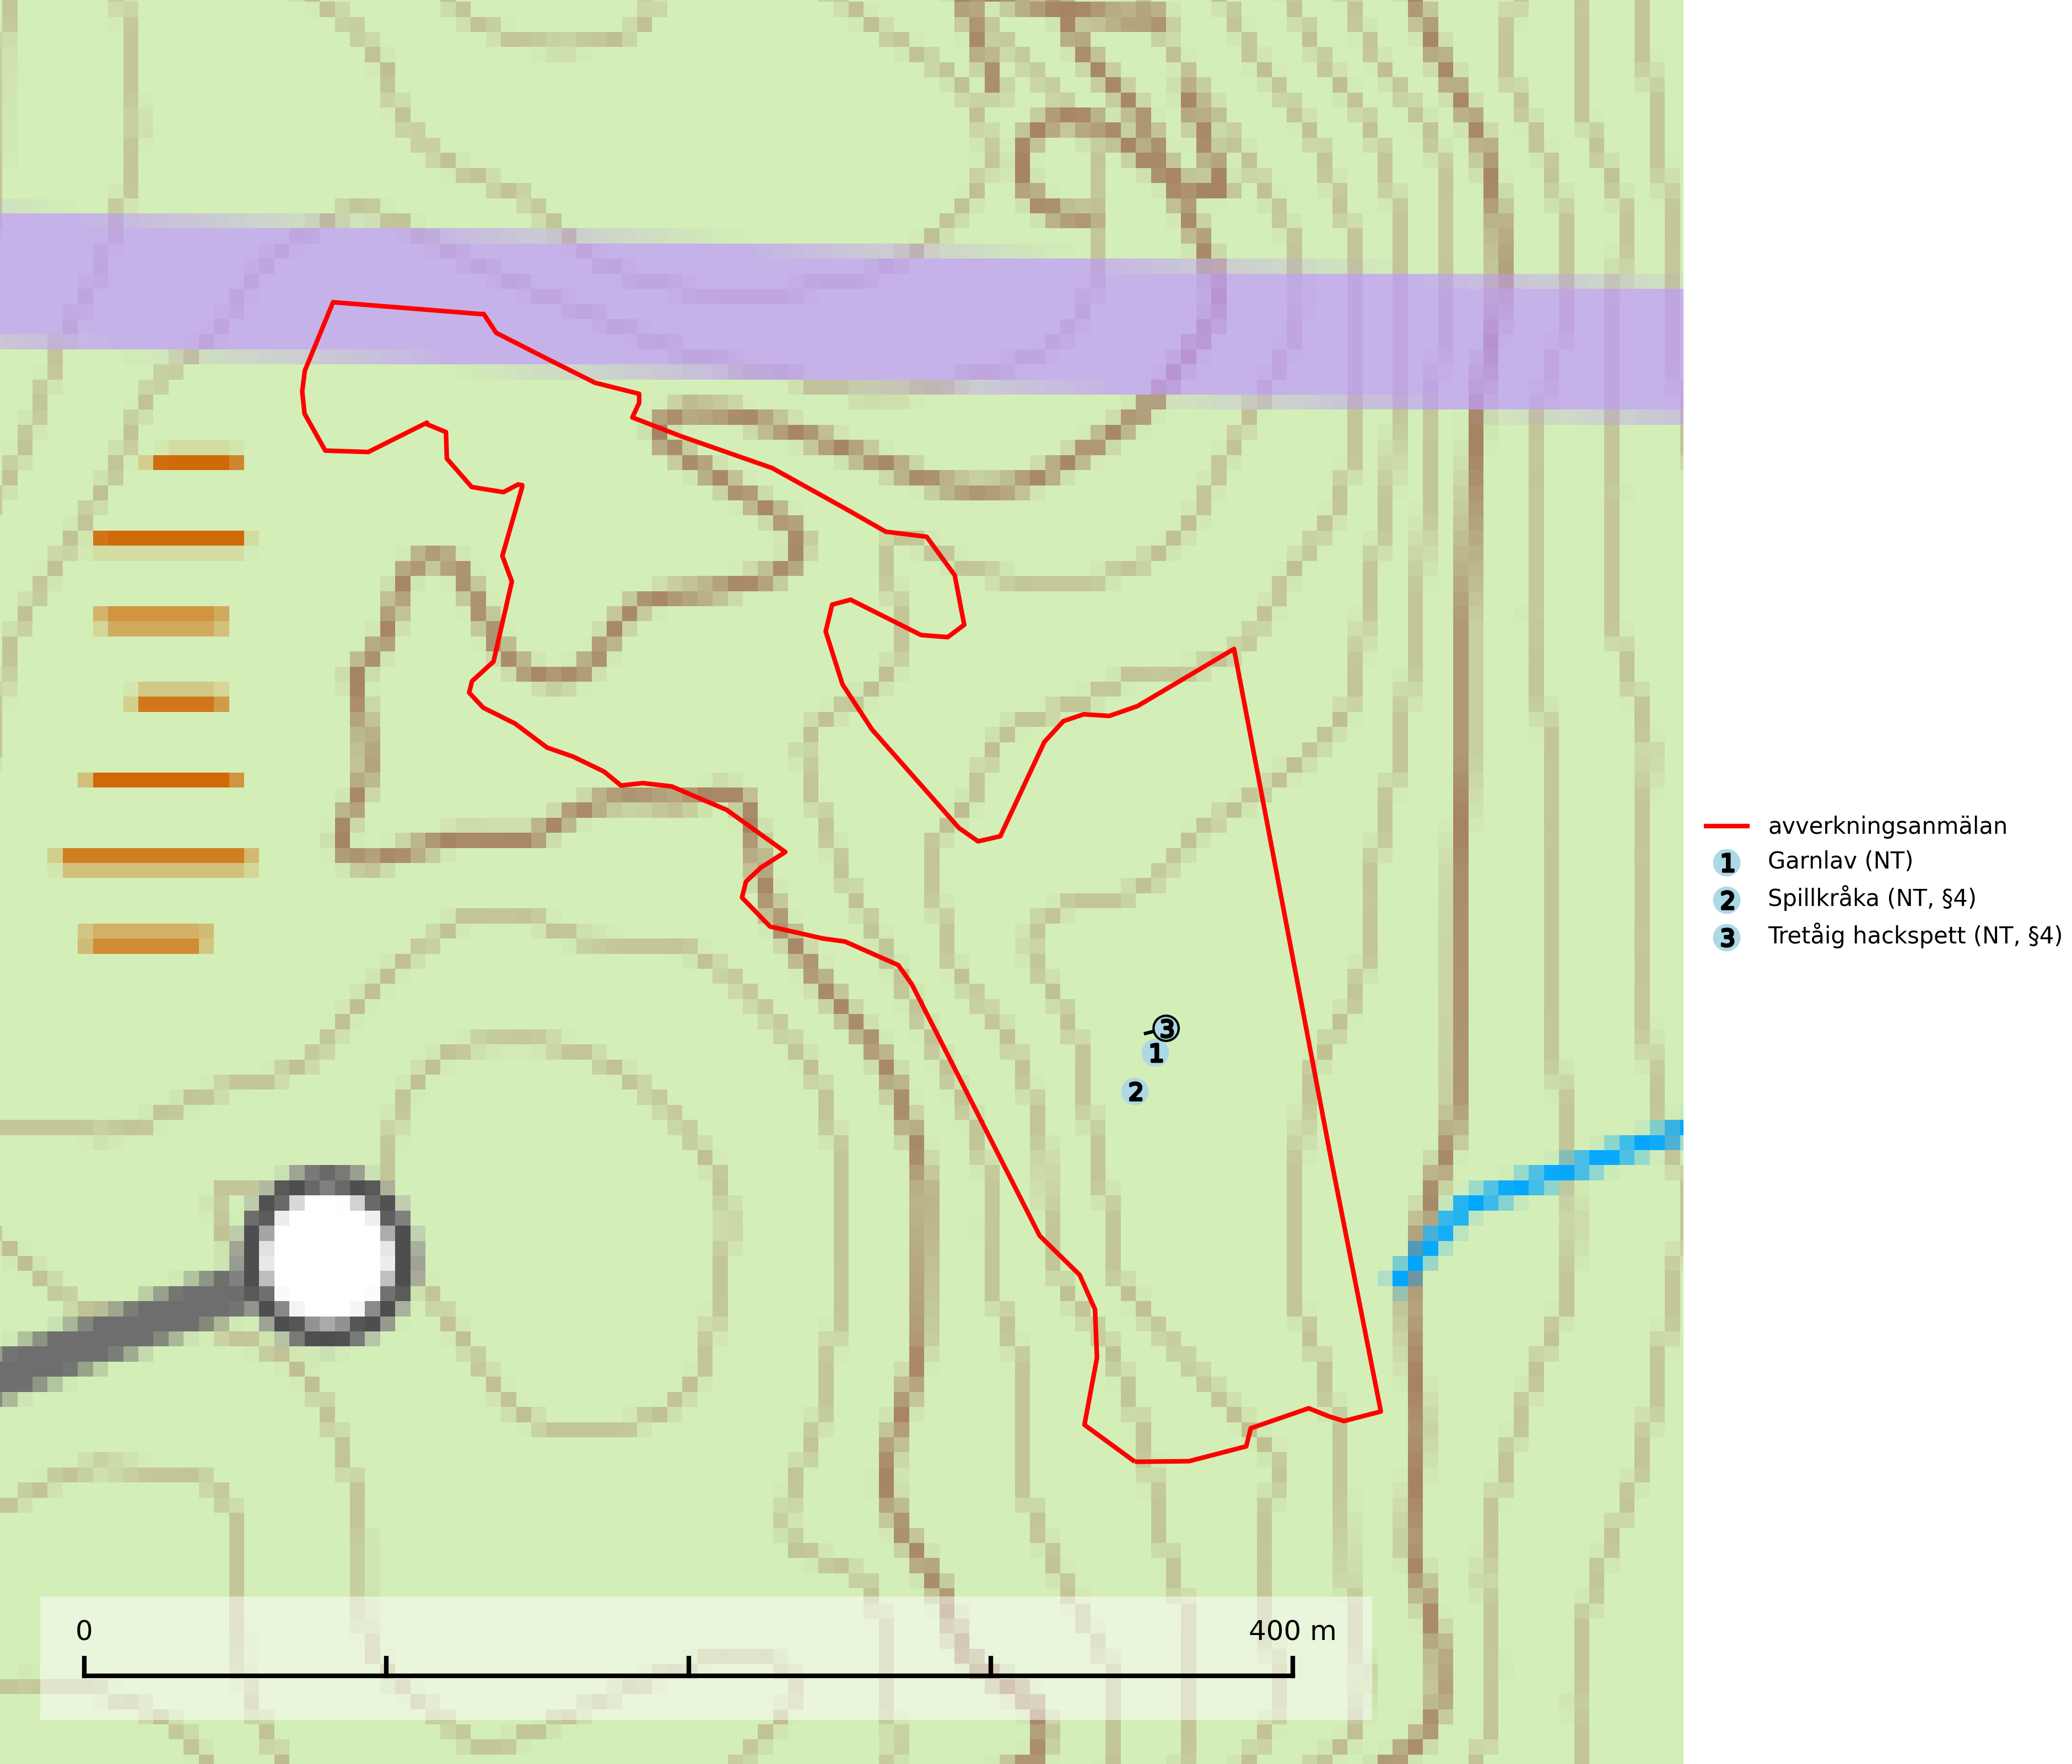 3
1
2
avverkningsanmälan
1 Garnlav (NT)
2 Spillkråka (NT, §4)
3 Tretåig hackspett (NT, §4)
0 400 m